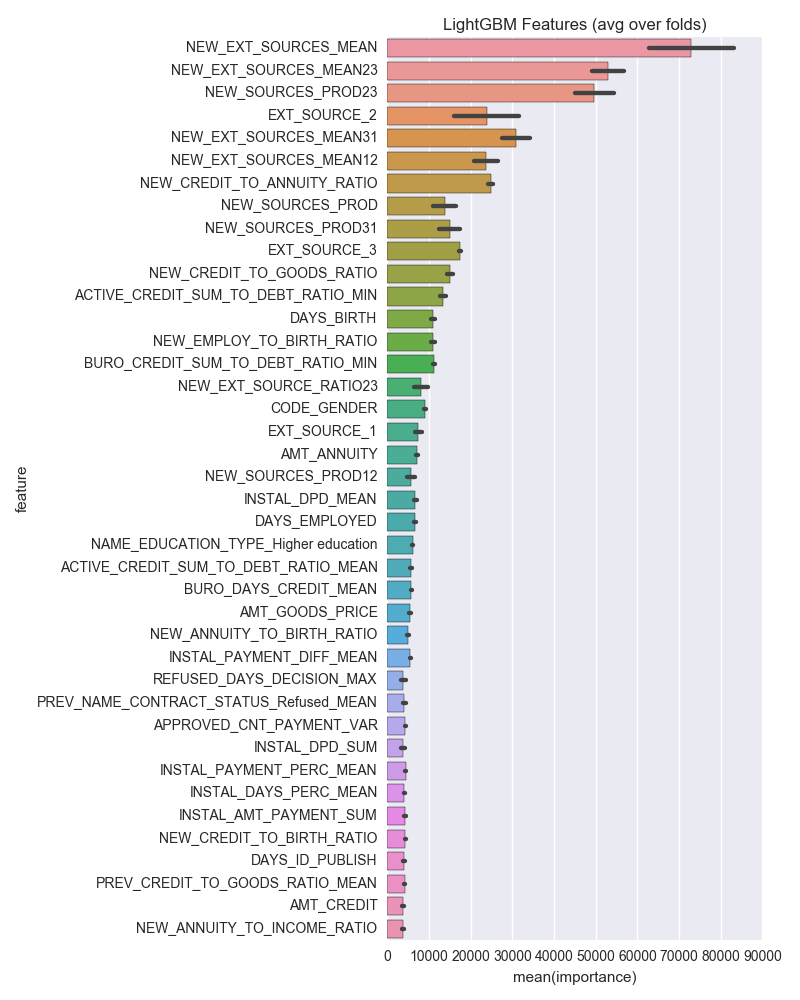 LightGBM Features (avg over folds)
NEW_EXT_SOURCES_MEAN
NEW_EXT_SOURCES_MEAN23
NEW_SOURCES_PROD23
EXT_SOURCE_2
NEW_EXT_SOURCES_MEAN31
NEW_EXT_SOURCES_MEAN12
NEW_CREDIT_TO_ANNUITY_RATIO
NEW_SOURCES_PROD
NEW_SOURCES_PROD31
EXT_SOURCE_3
NEW_CREDIT_TO_GOODS_RATIO
ACTIVE_CREDIT_SUM_TO_DEBT_RATIO_MIN
DAYS_BIRTH
NEW_EMPLOY_TO_BIRTH_RATIO
BURO_CREDIT_SUM_TO_DEBT_RATIO_MIN
NEW_EXT_SOURCE_RATIO23
CODE_GENDER
EXT_SOURCE_1
AMT_ANNUITY
NEW_SOURCES_PROD12
INSTAL_DPD_MEAN
DAYS_EMPLOYED
NAME_EDUCATION_TYPE_Higher education
ACTIVE_CREDIT_SUM_TO_DEBT_RATIO_MEAN
BURO_DAYS_CREDIT_MEAN
AMT_GOODS_PRICE
NEW_ANNUITY_TO_BIRTH_RATIO
INSTAL_PAYMENT_DIFF_MEAN
REFUSED_DAYS_DECISION_MAX
PREV_NAME_CONTRACT_STATUS_Refused_MEAN
APPROVED_CNT_PAYMENT_VAR
INSTAL_DPD_SUM
INSTAL_PAYMENT_PERC_MEAN
INSTAL_DAYS_PERC_MEAN
INSTAL_AMT_PAYMENT_SUM
NEW_CREDIT_TO_BIRTH_RATIO
DAYS_ID_PUBLISH
PREV_CREDIT_TO_GOODS_RATIO_MEAN
AMT_CREDIT
NEW_ANNUITY_TO_INCOME_RATIO
feature
0 10000 20000 30000 40000 50000 60000 70000 80000 90000
mean(importance)